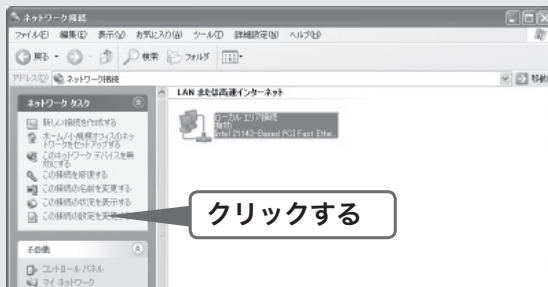 ネットワーク接続
ファイル(F) 編集(E) 表示(V) お気に入り(A) ツール(T) 詳細設定(N) ヘルプ(H)
戻る 検索 フォルダ
アドレス(D) ネットワーク接続 移動
ネットワーク タスク
新しい接続を作成する
ホーム/小規模オフィスのネットワークをセットアップする
このネットワーク デバイスを無効にする
この接続を修復する
この接続の名前を変更する
この接続の状況を表示する
この接続の設定を変更する
その他
コントロール パネル
マイ ネットワーク
LAN または高速インターネット
ローカル エリア接続
有効
Intel 21143-Based PCI Fast Ethe...
クリックする